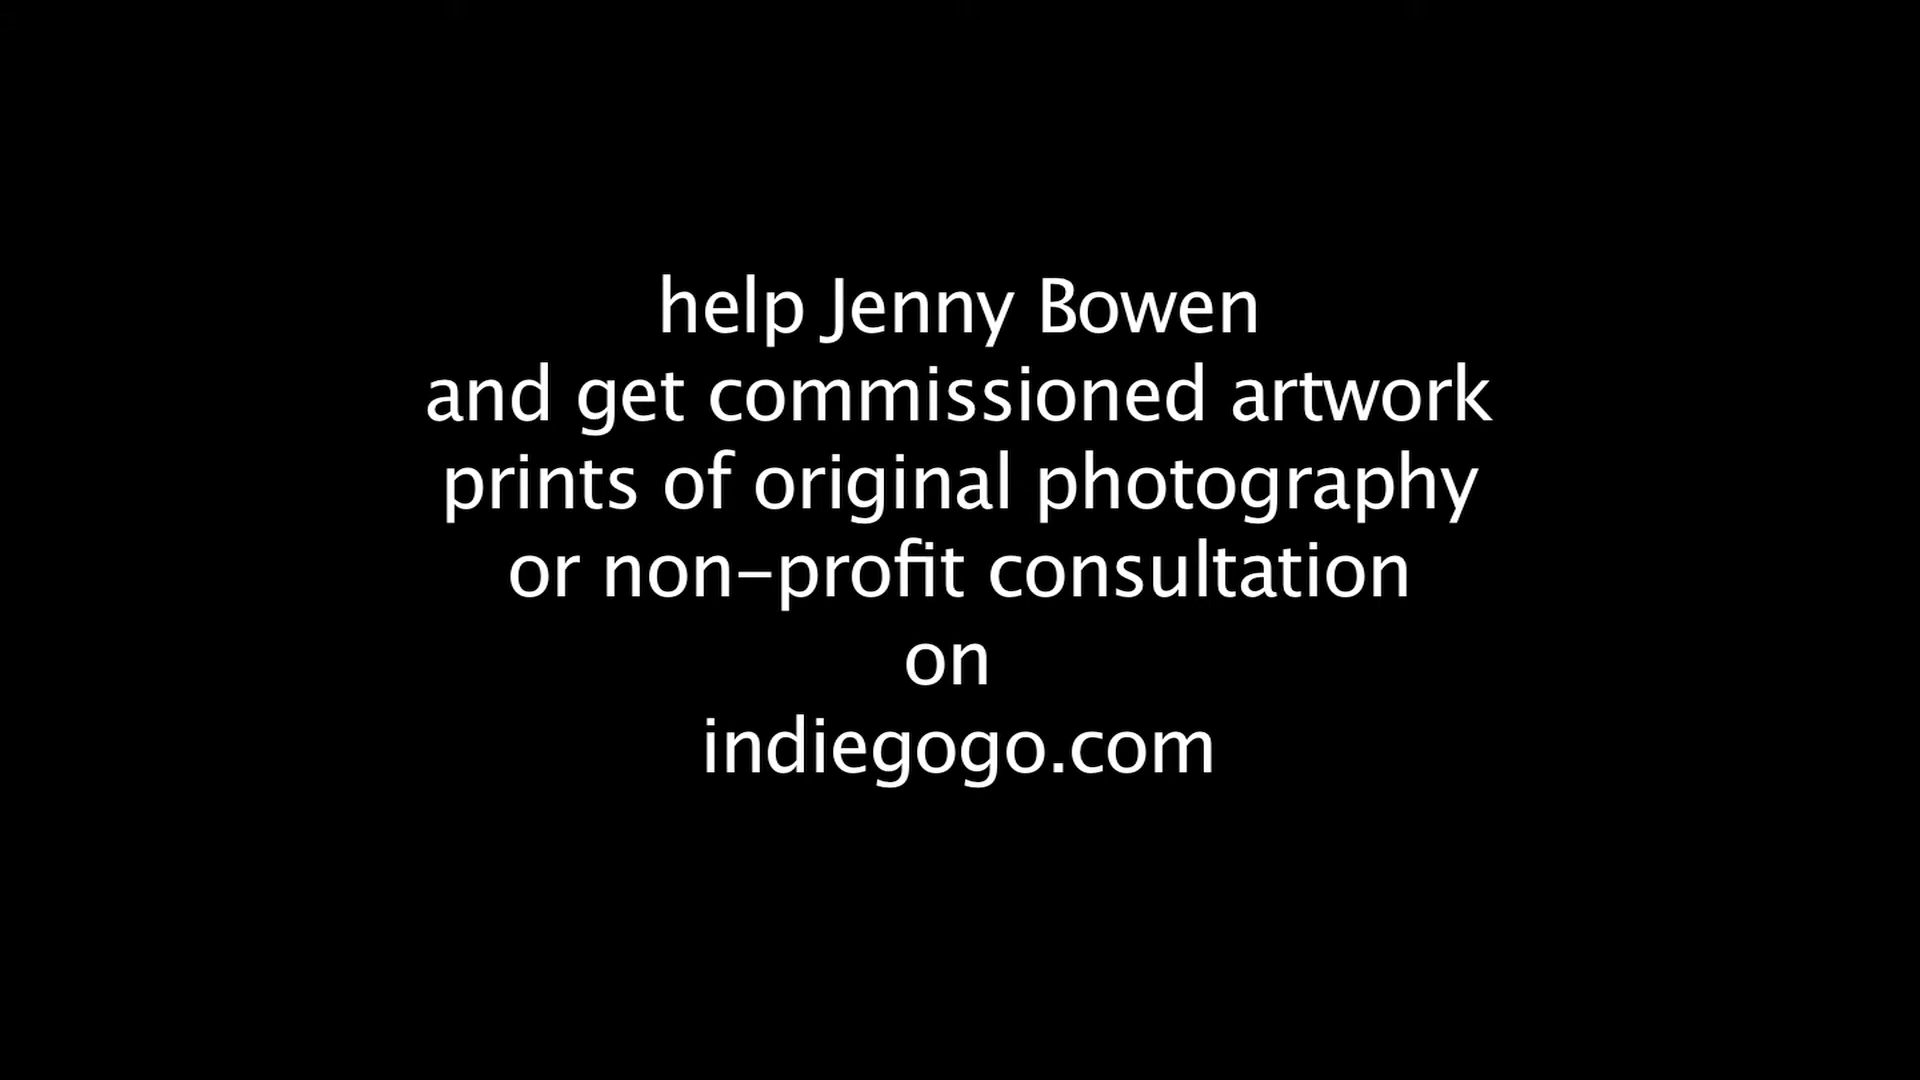 help Jenny Bowen
and get commissioned artwork
prints of original photography
or non-profit consultation
on
indiegogo.com